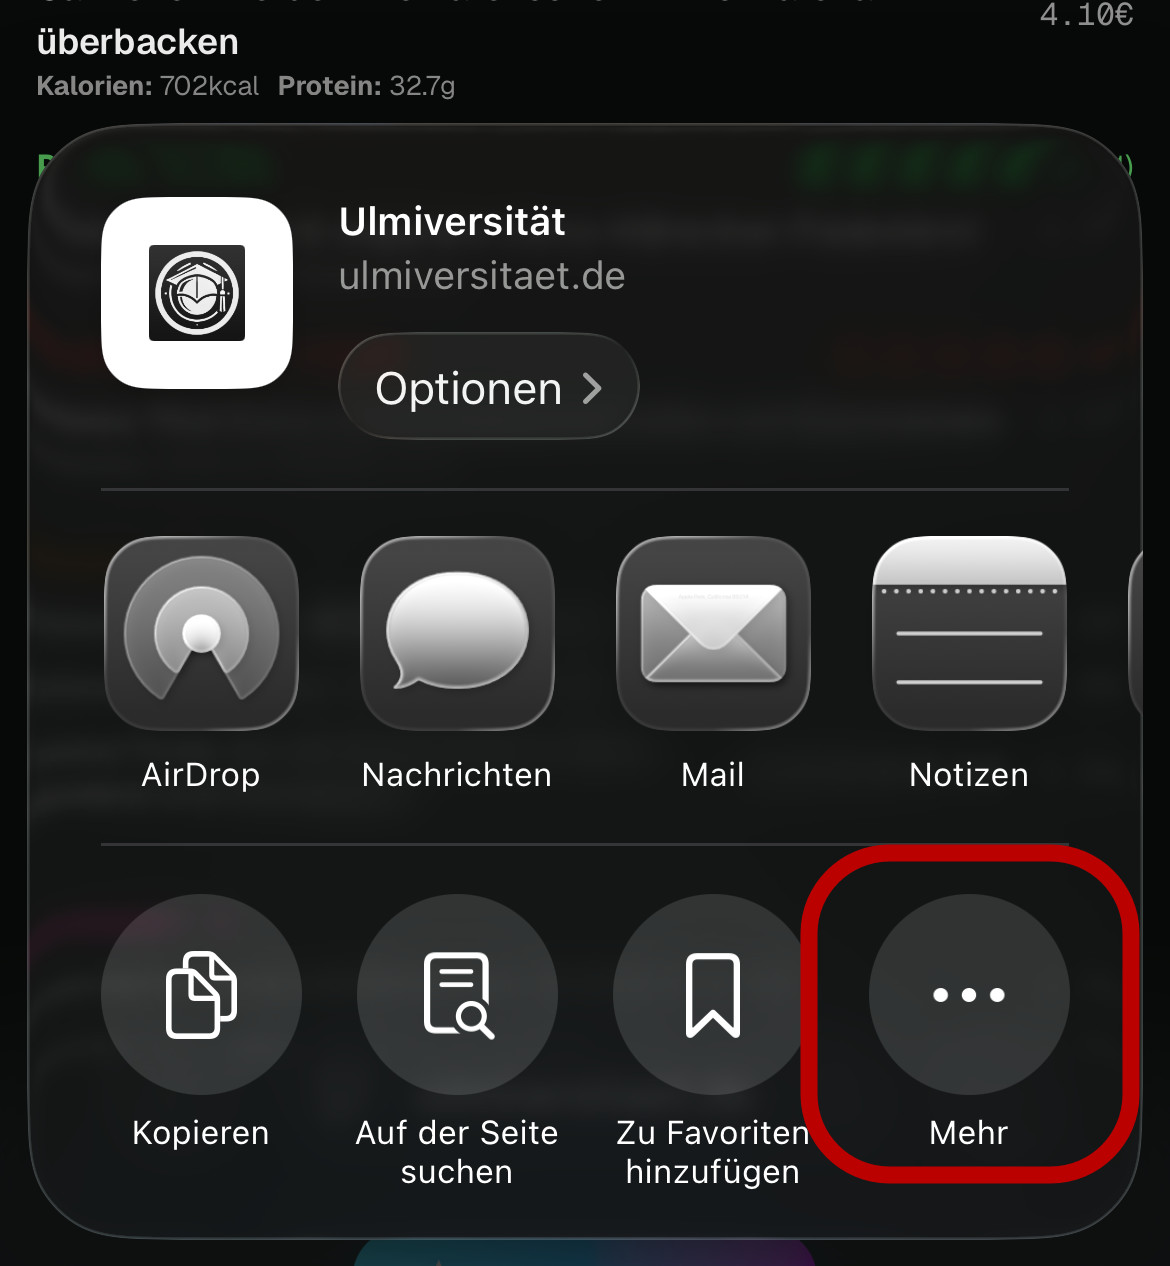 4.10€
überbacken
Kalorien: 702kcal Protein: 32.7g
Ulmiversität
ulmiversitaet.de
Optionen
AirDrop
Nachrichten
Mail
Notizen
Kopieren
Auf der Seite
suchen
Zu Favoriten
hinzufügen
Mehr